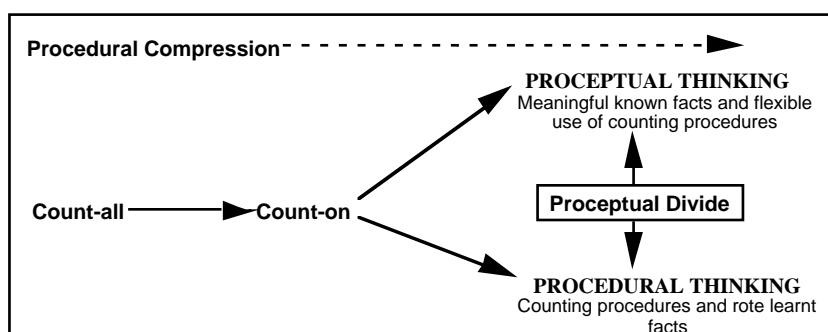 Procedural Compression
PROCEPTUAL THINKING
Meaningful known facts and flexible
use of counting procedures
Count-all
Count-on
Proceptual Divide
PROCEDURAL THINKING
Counting procedures and rote learnt
facts